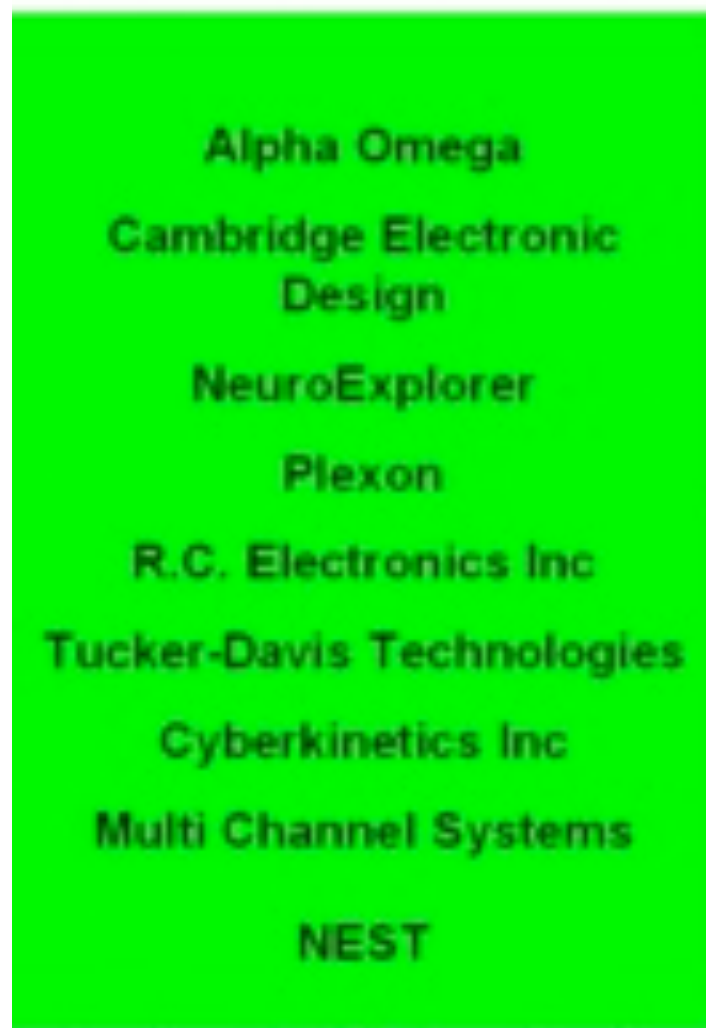 Alpha Omega
Cambridge Electronic
Design
NeuroExplorer
Plexon
R.C. Electronics Inc
Tucker-Davis Technologies
Cyberkinetics Inc
Multi Channel Systems
NEST